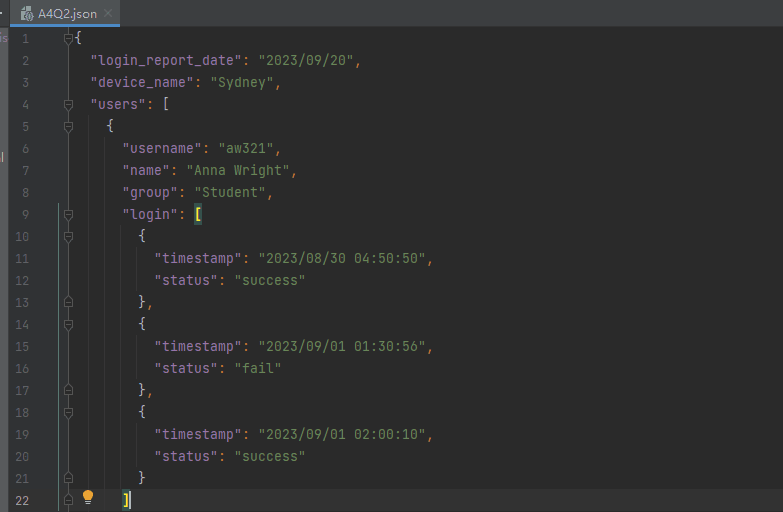 A4Q2.json
1 {
2 "login_report_date": "2023/09/20",
3 "device_name": "Sydney",
4 "users": [
5 {
6 "username": "aw321",
7 "name": "Anna Wright",
8 "group": "Student",
9 "login": [
10 {
11 "timestamp": "2023/08/30 04:50:50",
12 "status": "success"
13 },
14 {
15 "timestamp": "2023/09/01 01:30:56",
16 "status": "fail"
17 },
18 {
19 "timestamp": "2023/09/01 02:00:10",
20 "status": "success"
21 }
22 ]